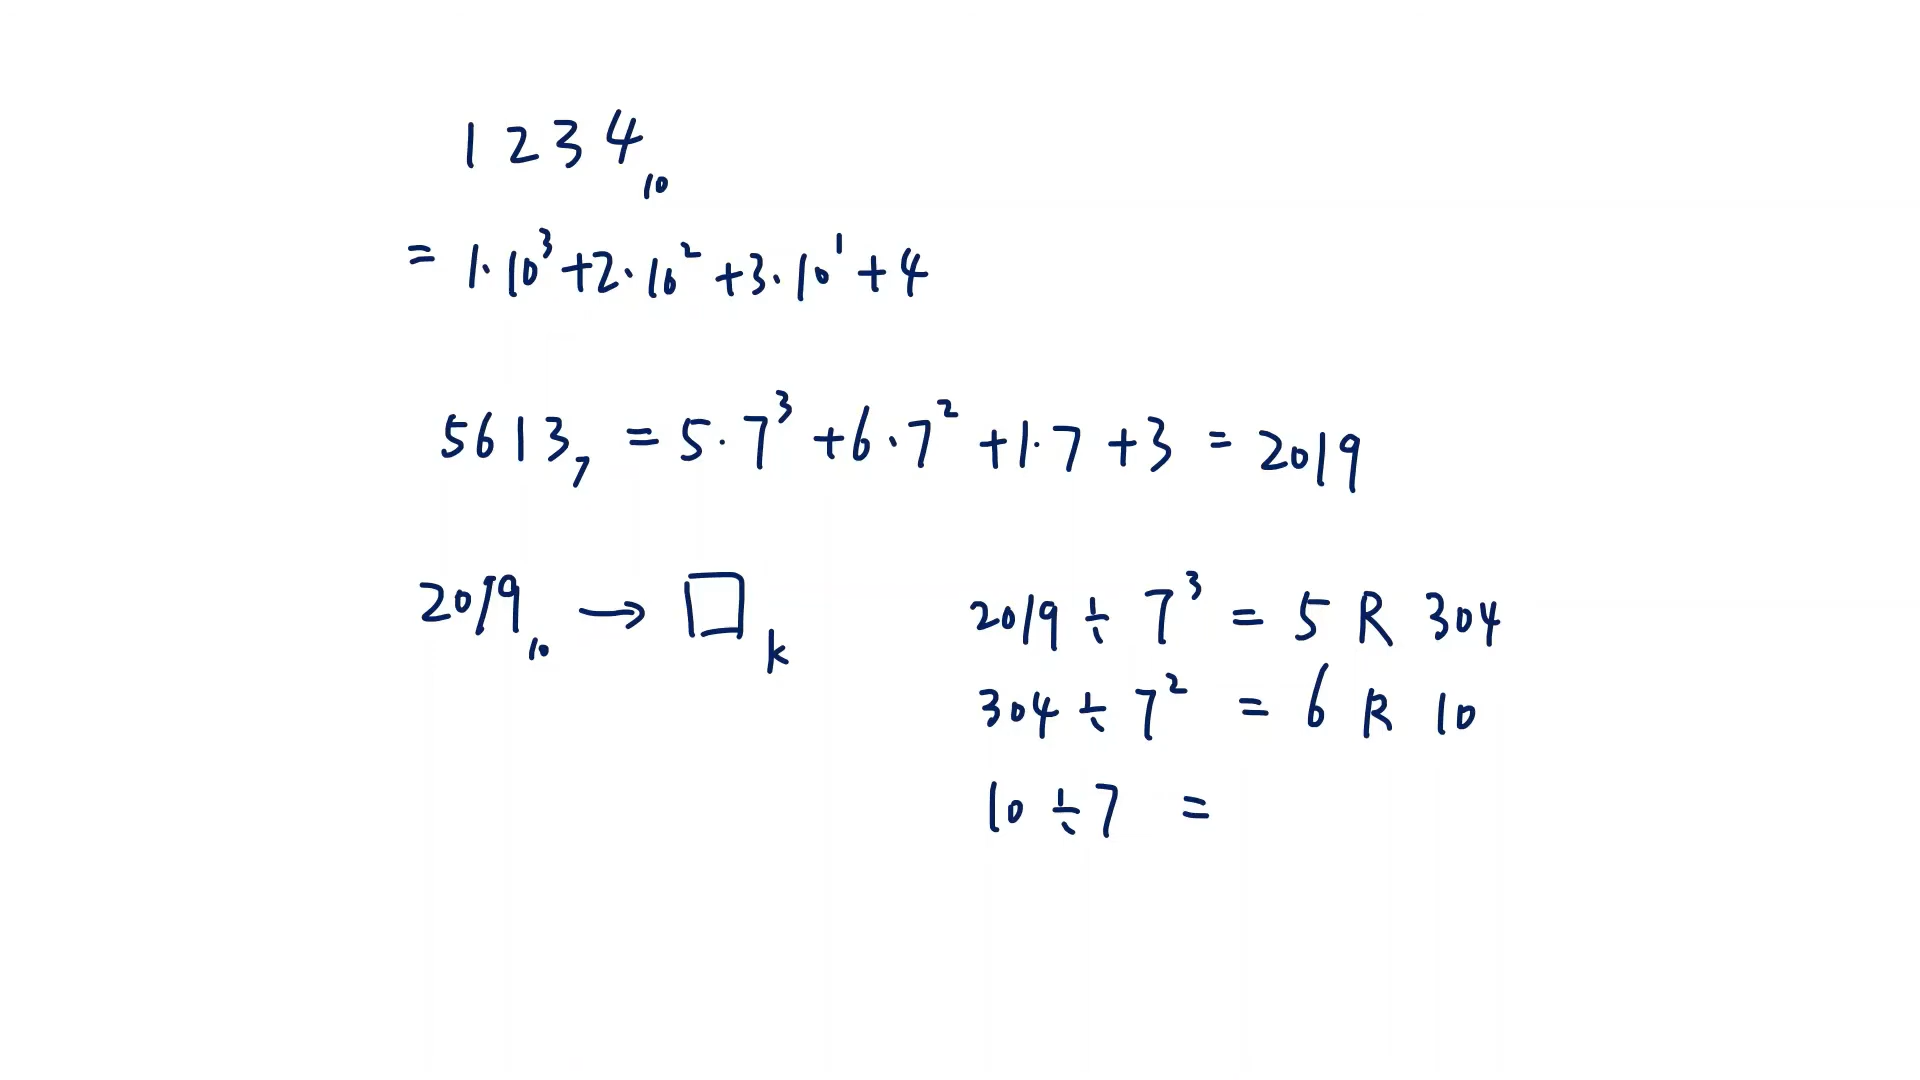 1234₁₀
= 1·10³+2·10²+3·10¹+4
5613₇ = 5·7³+6·7²+1·7+3 = 2019
2019₁₀ → □ₖ
2019 ÷ 7³ = 5 R 304
304 ÷ 7² = 6 R 10
10 ÷ 7 =